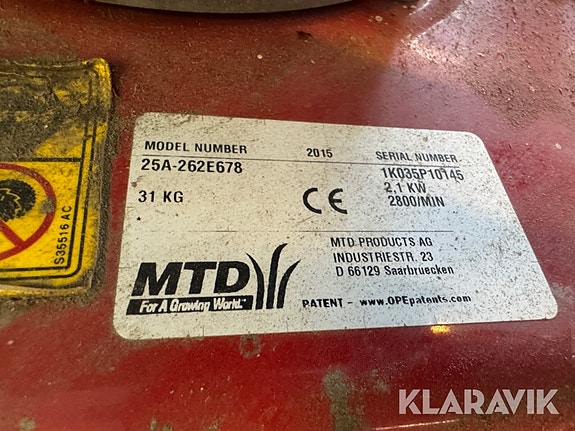 MODEL NUMBER 2015 SERIAL NUMBER
25A-262E678 1K035P10145
31 KG CE 2,1 KW
2800/MIN
MTD PRODUCTS AG
INDUSTRIESTR. 23
D 66129 Saarbruecken
MTD
For A Growing World.™
PATENT - www.OPEpatents.com
S35516 AC
KLARAVIK